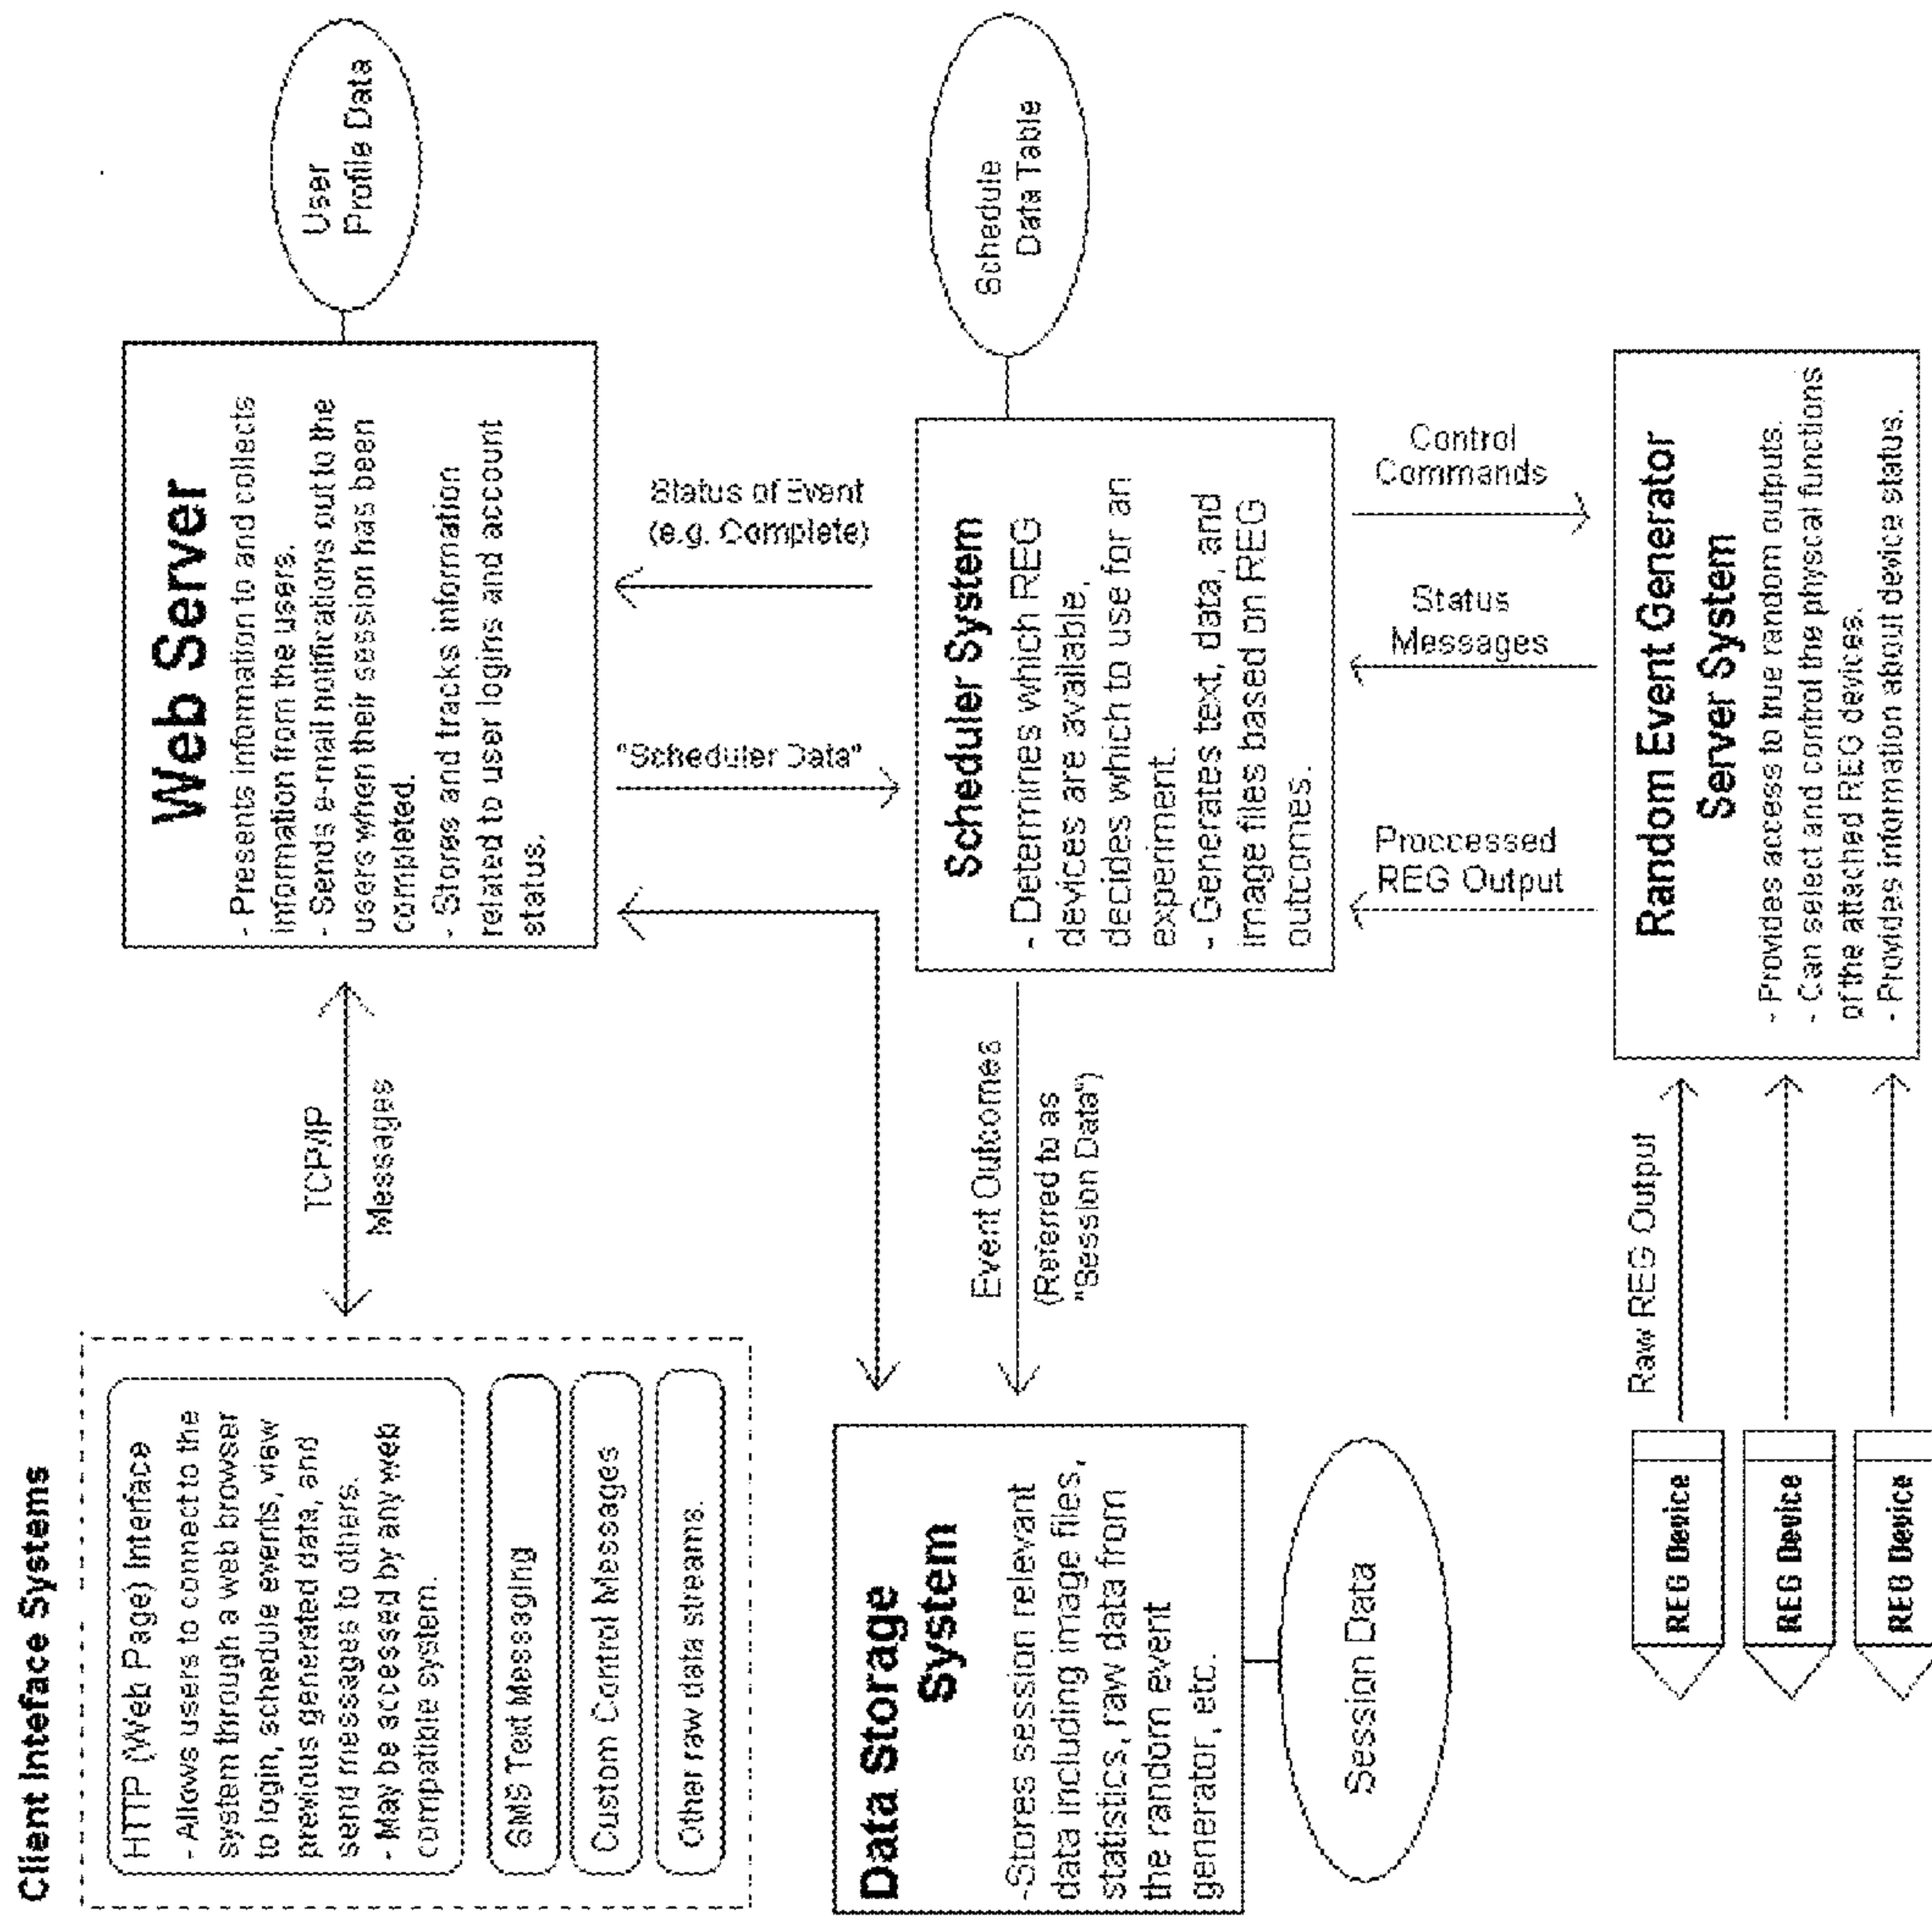 Client Inteface Systems
HTTP (Web Page) Interface
- Allows users to connect to the
system through a web browser
to login, schedule events, view
previous generated data, and
send messages to others.
- May be accessed by any web
compatible system.
SMS Text Messaging
Custom Control Messages
Other raw data streams.
TCP/IP
Messages
Web Server
- Presents information to and collects
information from the users.
- Sends e-mail notifications out to the
users when their session has been
completed.
- Stores and tracks information
related to user logins and account
status.
User
Profile Data
"Scheduler Data"
Status of Event
(e.g. Complete)
Data Storage
System
-Stores session relevant
data including image files,
statistics, raw data from
the random event
generator, etc.
Session Data
Event Outcomes
(Referred to as
"Session Data")
Scheduler System
- Determines which REG
devices are available,
decides which to use for an
experiment.
- Generates text, data, and
image files based on REG
outcomes.
Schedule
Data Table
Proccessed
REG Output
Status
Messages
Control
Commands
REG Device
REG Device
REG Device
Raw REG Output
Random Event Generator
Server System
- Provides access to true random outputs.
- Can select and control the physcal functions
of the attached REG devices.
- Provides information about device status.